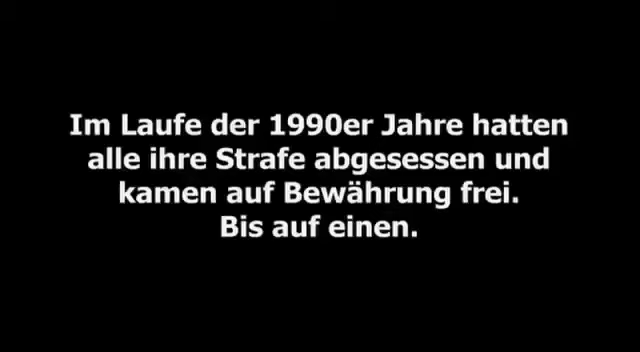 Im Laufe der 1990er Jahre hatten
alle ihre Strafe abgesessen und
kamen auf Bewährung frei.
Bis auf einen.